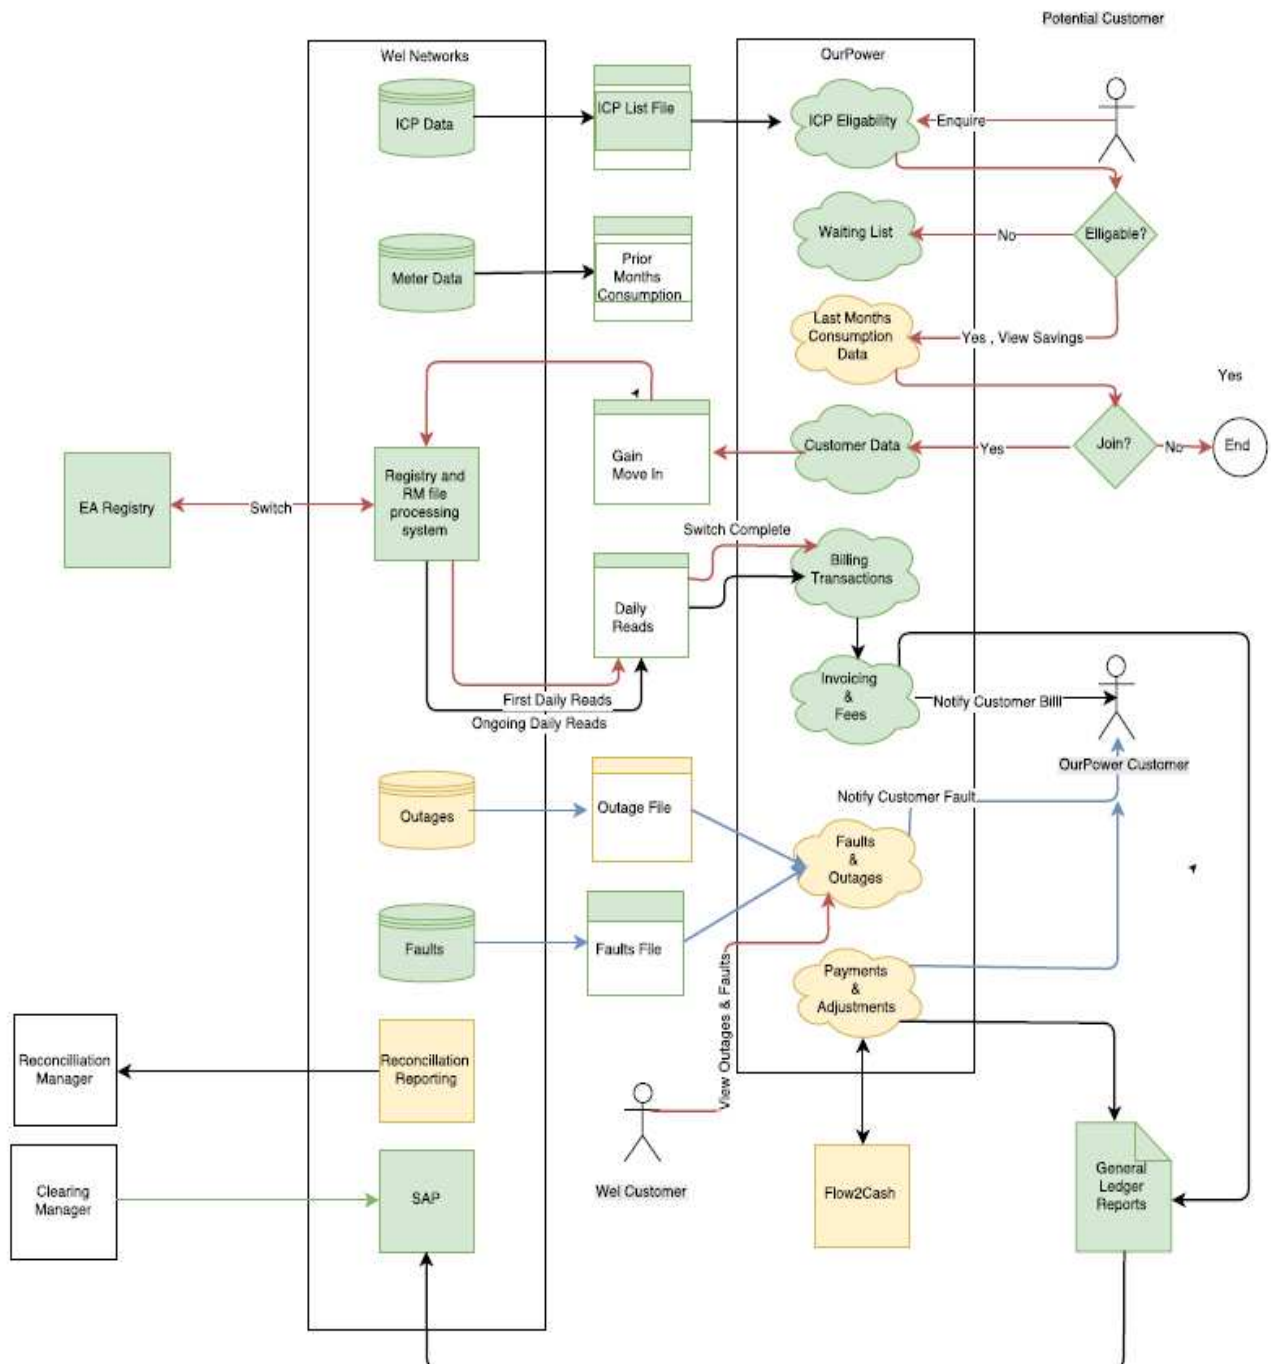 Potential Customer
Wel Networks
OurPower
ICP Data
ICP List File
ICP Eligability
Enquire
Meter Data
Prior
Months
Consumption
Waiting List
No
Elligable?
Last Months
Consumption
Data
Yes , View Savings
Yes
EA Registry
Switch
Registry and
RM file
processing
system
Gain
Move In
Customer Data
Yes
Join?
No
End
Switch Complete
Daily
Reads
Billing
Transactions
First Daily Reads
Ongoing Daily Reads
Invoicing
&
Fees
Notify Customer Billl
OurPower Customer
Outages
Outage File
Notify Customer Fault
Faults
&
Outages
Faults
Faults File
View Outages & Faults
Payments
&
Adjustments
Reconcilliation
Manager
Reconcillation
Reporting
Clearing
Manager
SAP
Wel Customer
Flow2Cash
General
Ledger
Reports